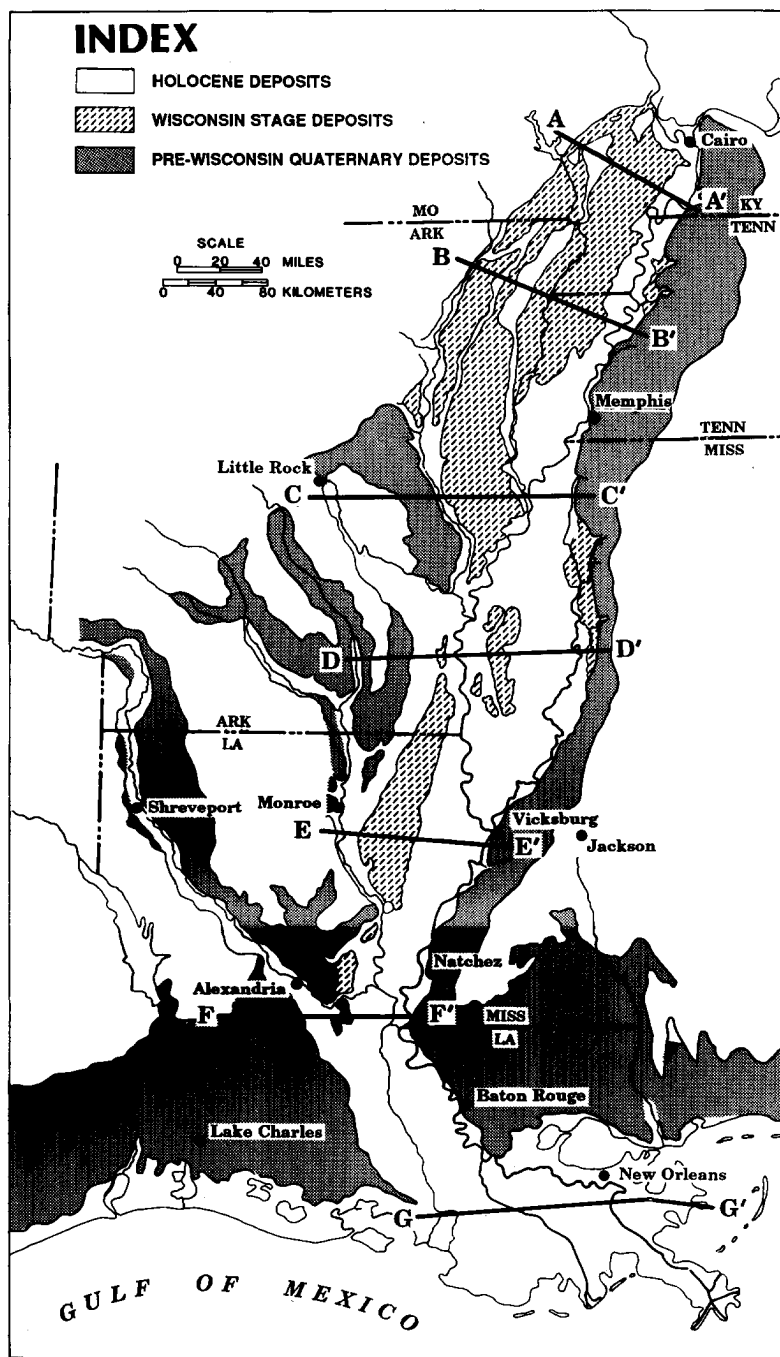 INDEX
HOLOCENE DEPOSITS
WISCONSIN STAGE DEPOSITS
PRE-WISCONSIN QUATERNARY DEPOSITS
A
Cairo
MO
ARK
A'
KY
TENN
SCALE
0 20 40 MILES
0 40 80 KILOMETERS
B
B'
Memphis
TENN
MISS
Little Rock
C
C'
D
D'
ARK
LA
Shreveport
Monroe
Vicksburg
E
E'
Jackson
Natchez
Alexandria
F
F'
MISS
LA
Baton Rouge
Lake Charles
New Orleans
G
G'
GULF OF MEXICO